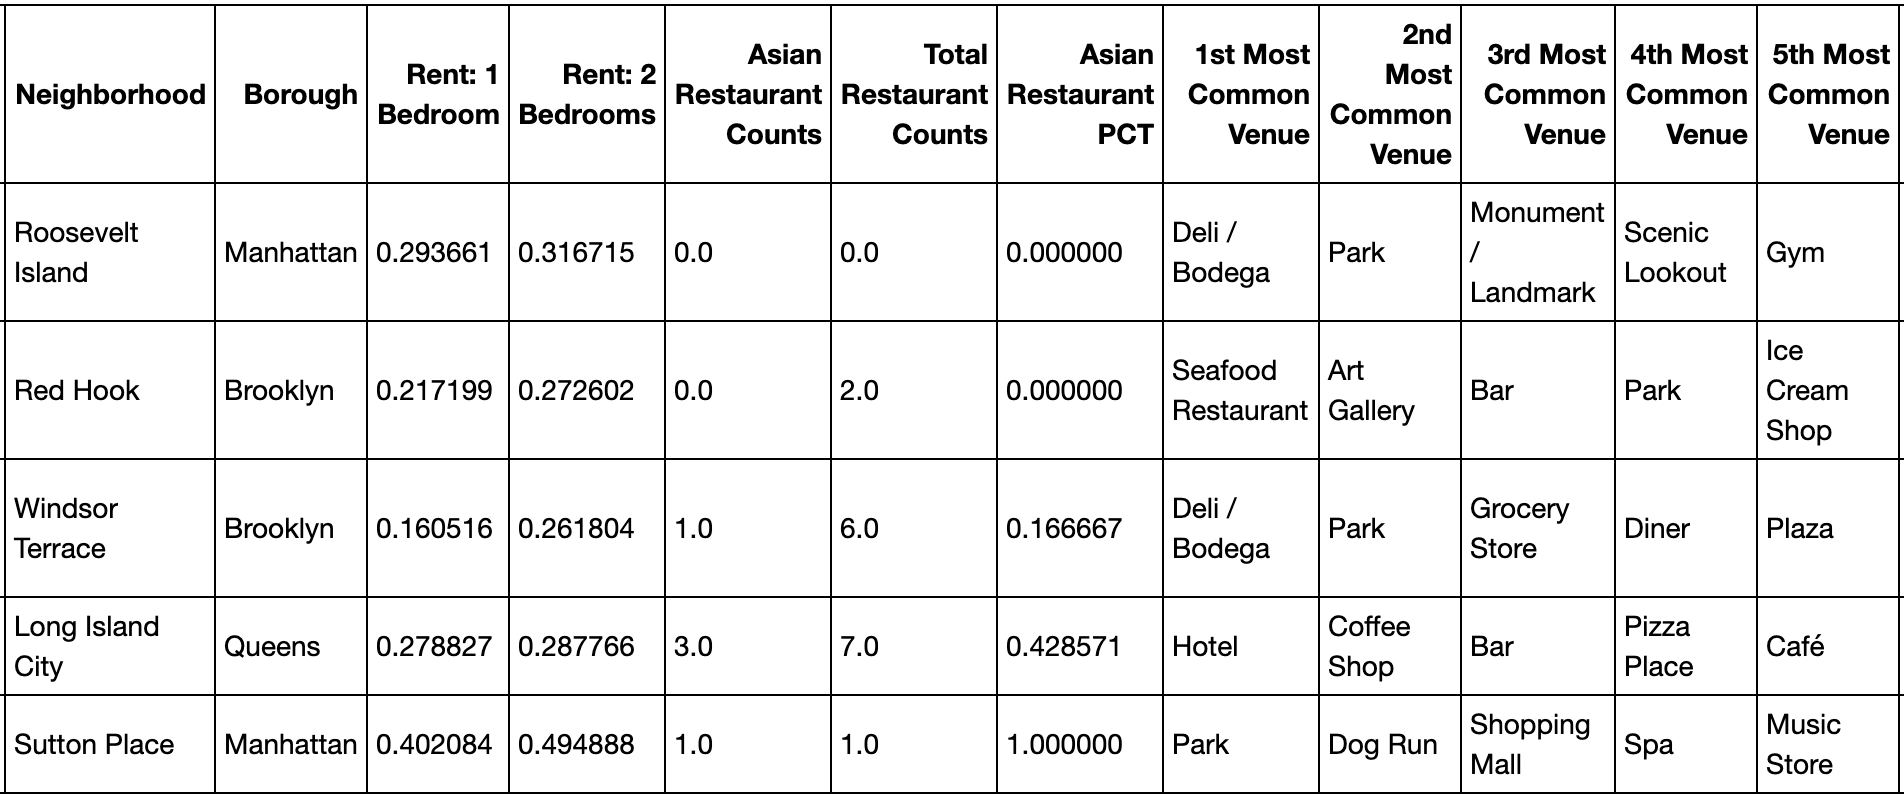 Neighborhood Borough Rent: 1 Bedroom Rent: 2 Bedrooms Asian Restaurant Counts Total Restaurant Counts Asian Restaurant PCT 1st Most Common Venue 2nd Most Common Venue 3rd Most Common Venue 4th Most Common Venue 5th Most Common Venue
Roosevelt Island Manhattan 0.293661 0.316715 0.0 0.0 0.000000 Deli / Bodega Park Monument / Landmark Scenic Lookout Gym
Red Hook Brooklyn 0.217199 0.272602 0.0 2.0 0.000000 Seafood Restaurant Art Gallery Bar Park Ice Cream Shop
Windsor Terrace Brooklyn 0.160516 0.261804 1.0 6.0 0.166667 Deli / Bodega Park Grocery Store Diner Plaza
Long Island City Queens 0.278827 0.287766 3.0 7.0 0.428571 Hotel Coffee Shop Bar Pizza Place Café
Sutton Place Manhattan 0.402084 0.494888 1.0 1.0 1.000000 Park Dog Run Shopping Mall Spa Music Store